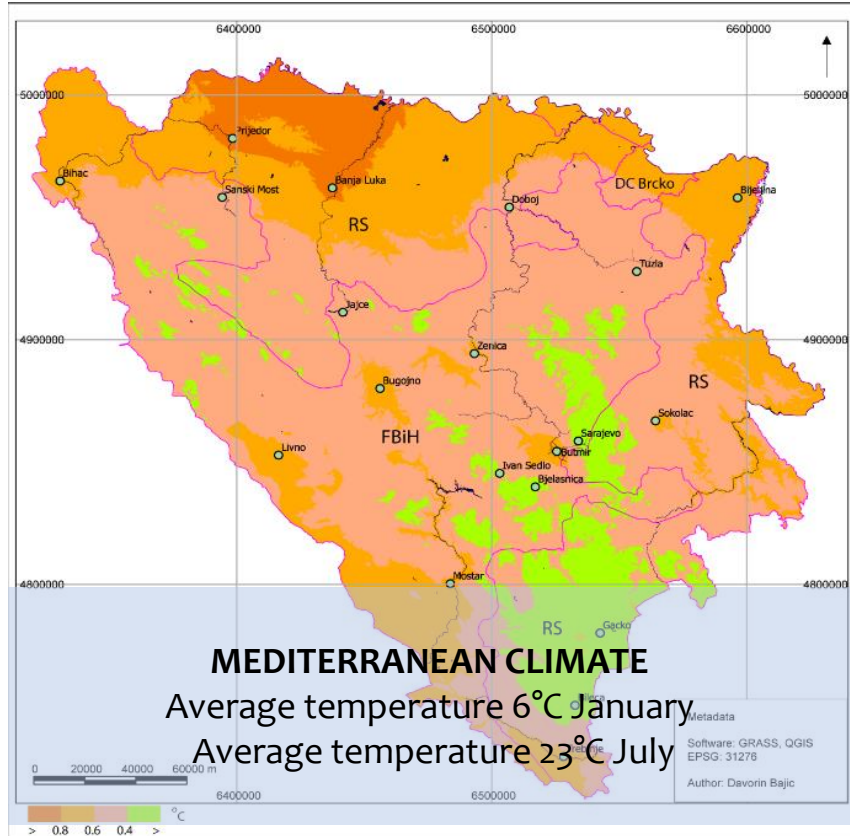 6400000 6500000 6600000
5000000 5000000
Prijedor
Bihac
Banja Luka
Sanski Most
DC Brcko
Bijeljina
Doboj
RS
Tuzla
Jajce
4900000 4900000
Zenica
Bugojno
RS
Sokolac
FBiH
Sarajevo
Livno
Butmir
Ivan Sedlo
Bjelasnica
4800000 4800000
Mostar
RS
Gacko
MEDITERRANEAN CLIMATE
Average temperature 6°C January
Average temperature 23°C July
Metadata
Software: GRASS, QGIS
EPSG: 31276
Author: Davorin Bajic
0 20000 40000 60000 m
6400000 6500000
°C
> 0.8 0.6 0.4 >